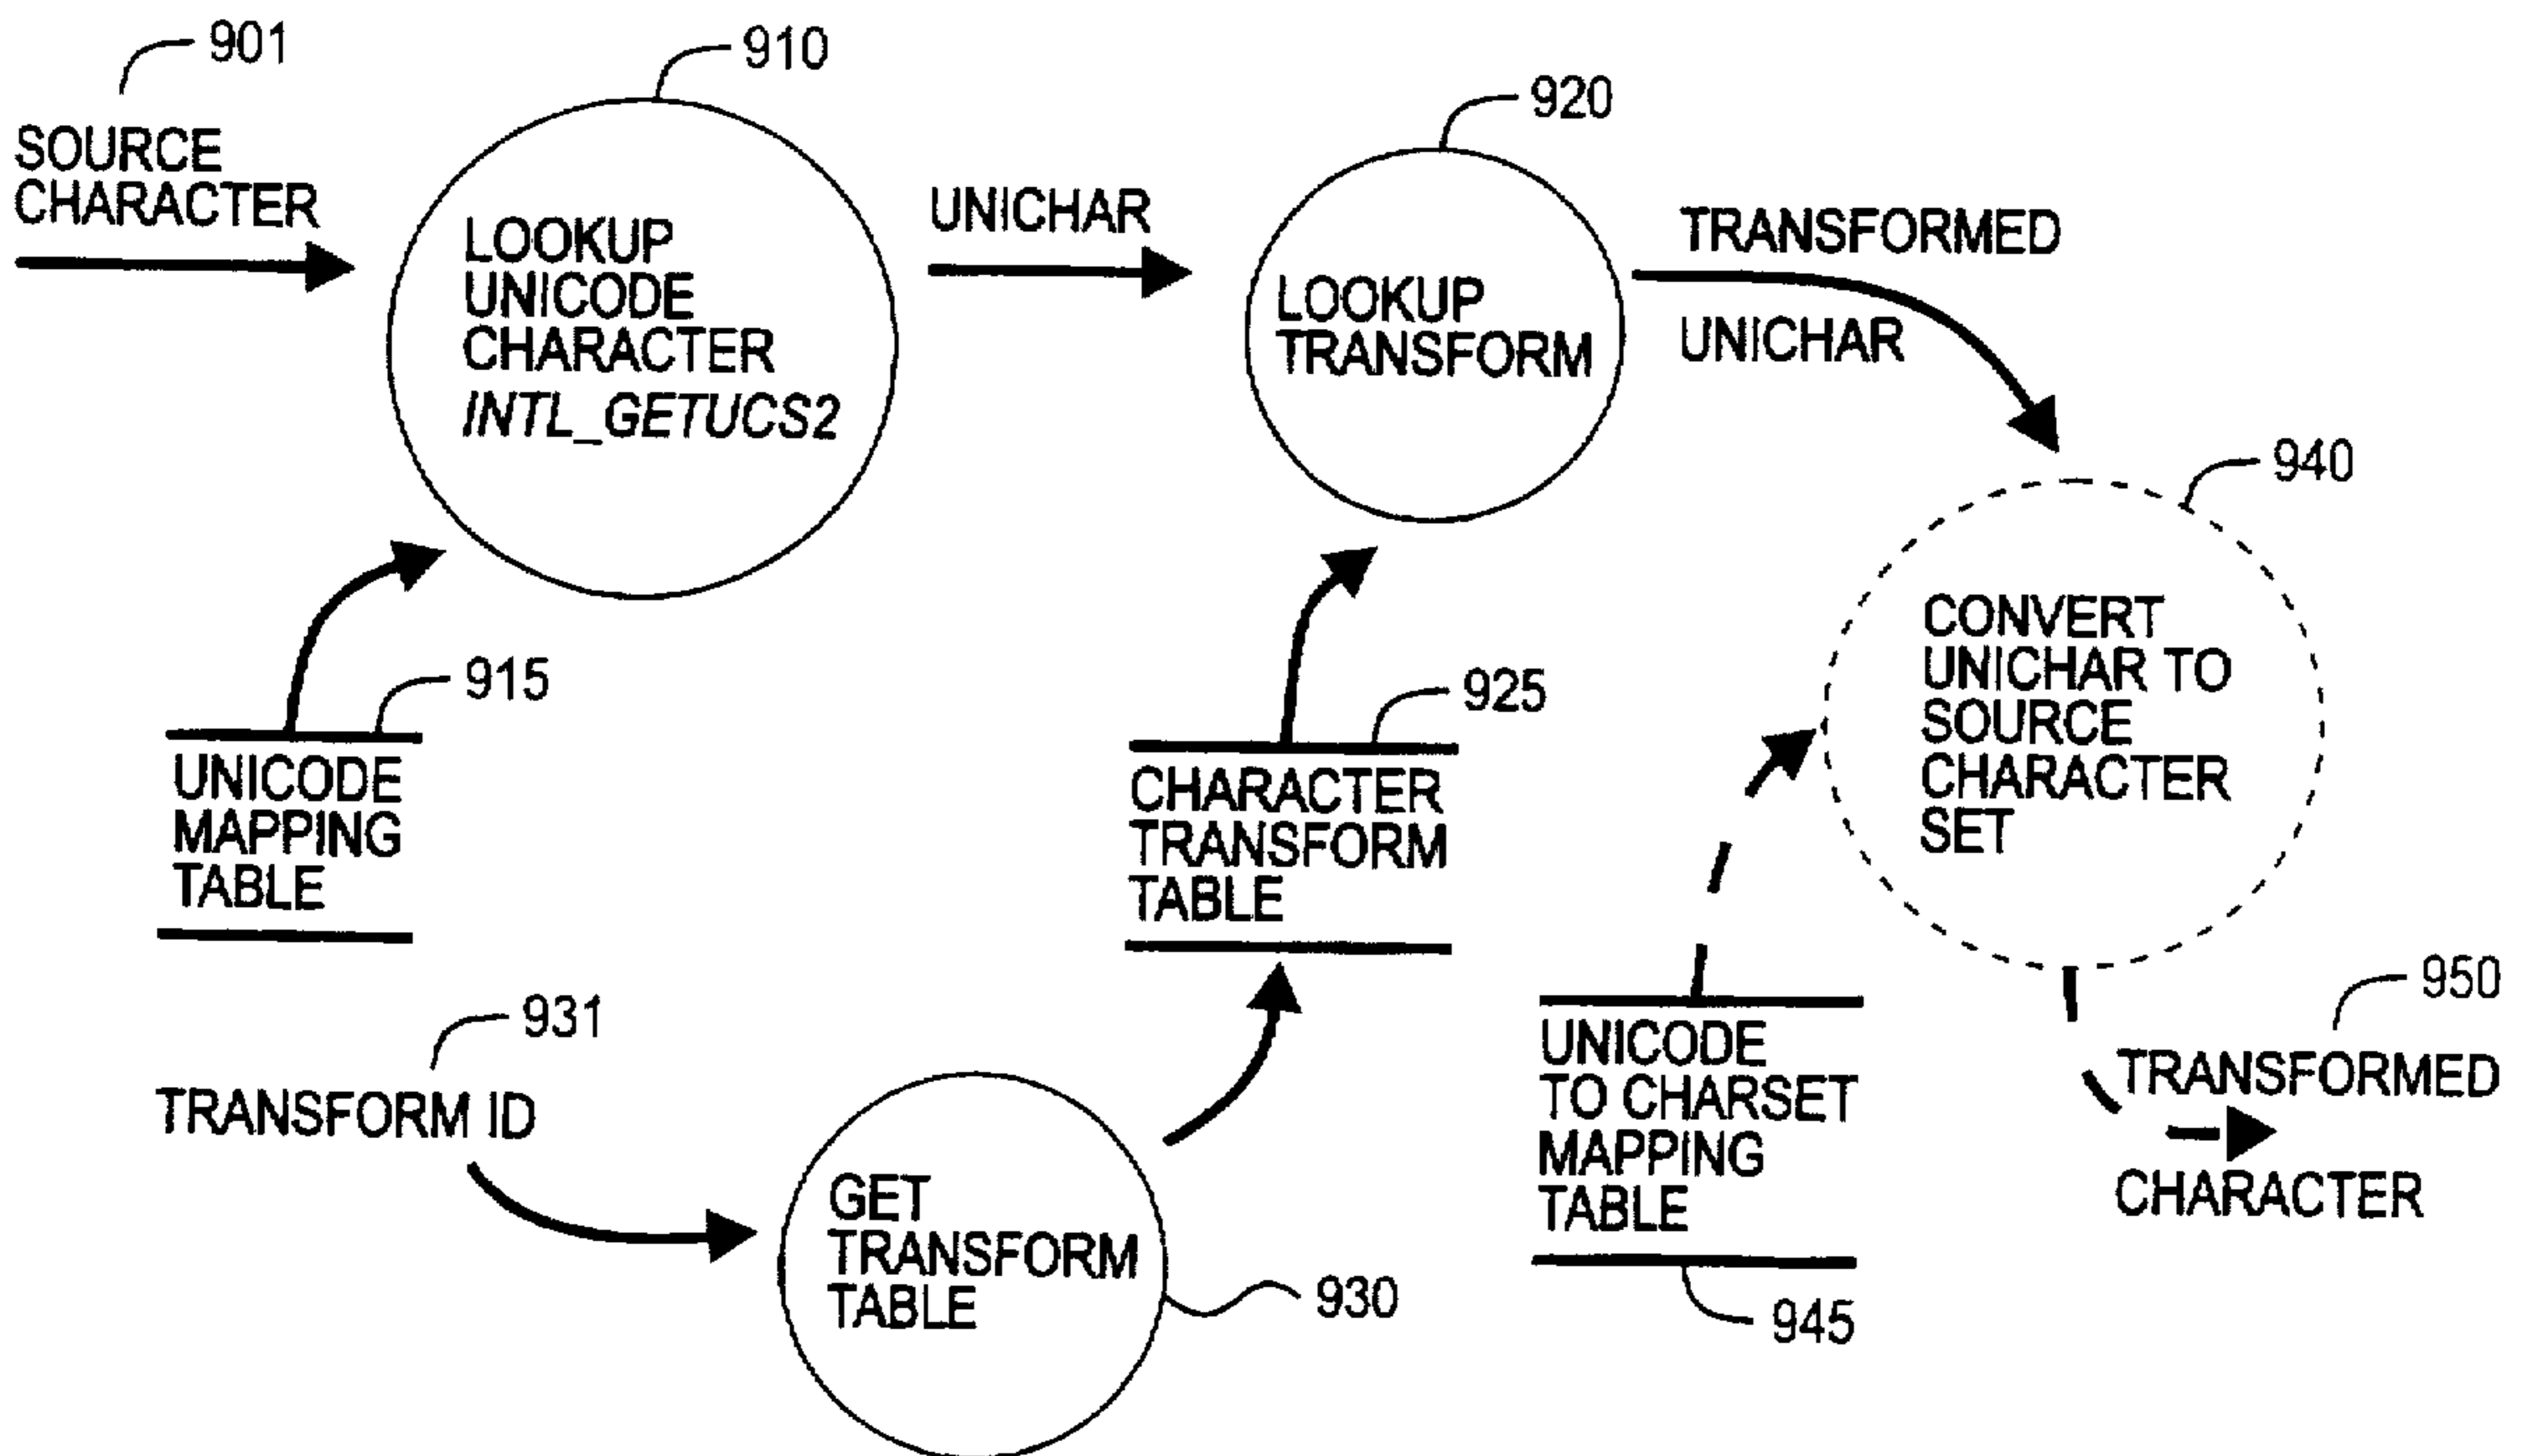 901
SOURCE
CHARACTER
910
LOOKUP
UNICODE
CHARACTER
INTL_GETUCS2
UNICHAR
920
LOOKUP
TRANSFORM
TRANSFORMED
UNICHAR
940
CONVERT
UNICHAR TO
SOURCE
CHARACTER
SET
915
UNICODE
MAPPING
TABLE
925
CHARACTER
TRANSFORM
TABLE
931
TRANSFORM ID
GET
TRANSFORM
TABLE
930
UNICODE
TO CHARSET
MAPPING
TABLE
945
950
TRANSFORMED
CHARACTER